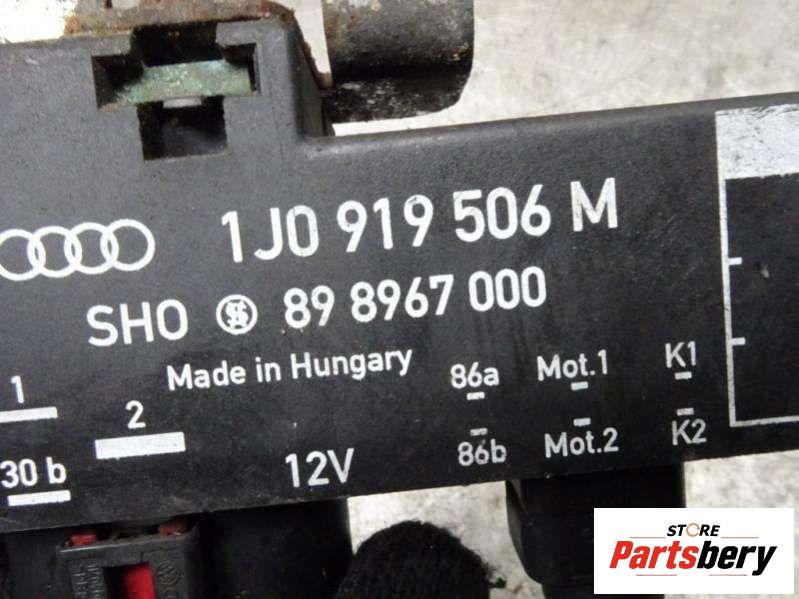 1J0 919 506 M
SHO 89 8967 000
Made in Hungary
86a Mot.1 K1
1
2
86b Mot.2 K2
30 b
12V
STORE
Partsbery